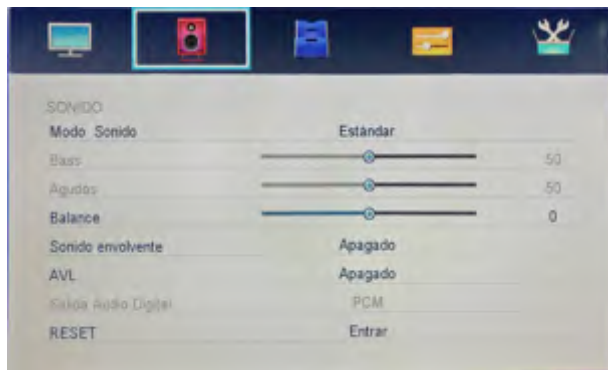 SONIDO
Modo Sonido Estándar
Bass 50
Agudos 50
Balance 0
Sonido envolvente Apagado
AVL Apagado
Salida Audio Digital PCM
RESET Entrar